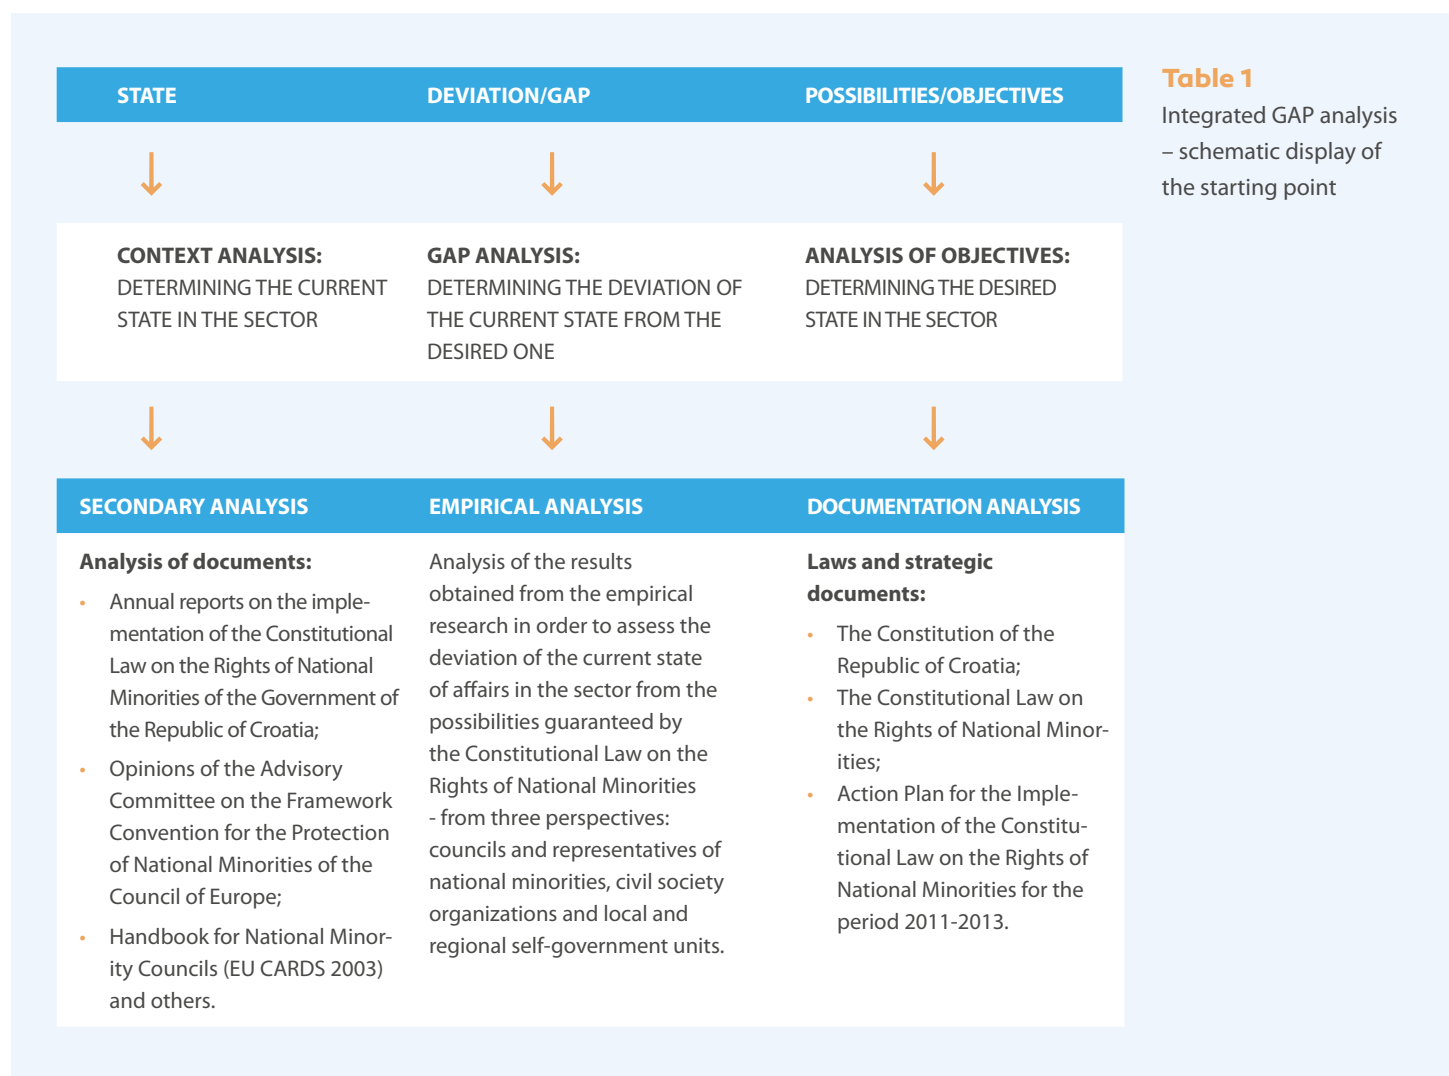 STATE
DEVIATION/GAP
POSSIBILITIES/OBJECTIVES
CONTEXT ANALYSIS:
DETERMINING THE CURRENT
STATE IN THE SECTOR
GAP ANALYSIS:
DETERMINING THE DEVIATION OF
THE CURRENT STATE FROM THE
DESIRED ONE
ANALYSIS OF OBJECTIVES:
DETERMINING THE DESIRED
STATE IN THE SECTOR
SECONDARY ANALYSIS
Analysis of documents:
• Annual reports on the imple-
mentation of the Constitutional
Law on the Rights of National
Minorities of the Government of
the Republic of Croatia;
• Opinions of the Advisory
Committee on the Framework
Convention for the Protection
of National Minorities of the
Council of Europe;
• Handbook for National Minor-
ity Councils (EU CARDS 2003)
and others.
EMPIRICAL ANALYSIS
Analysis of the results
obtained from the empirical
research in order to assess the
deviation of the current state
of affairs in the sector from the
possibilities guaranteed by
the Constitutional Law on the
Rights of National Minorities
- from three perspectives:
councils and representatives of
national minorities, civil society
organizations and local and
regional self-government units.
DOCUMENTATION ANALYSIS
Laws and strategic
documents:
• The Constitution of the
Republic of Croatia;
• The Constitutional Law on
the Rights of National Minor-
ities;
• Action Plan for the Imple-
mentation of the Constitu-
tional Law on the Rights of
National Minorities for the
period 2011-2013.
Table 1
Integrated GAP analysis
– schematic display of
the starting point